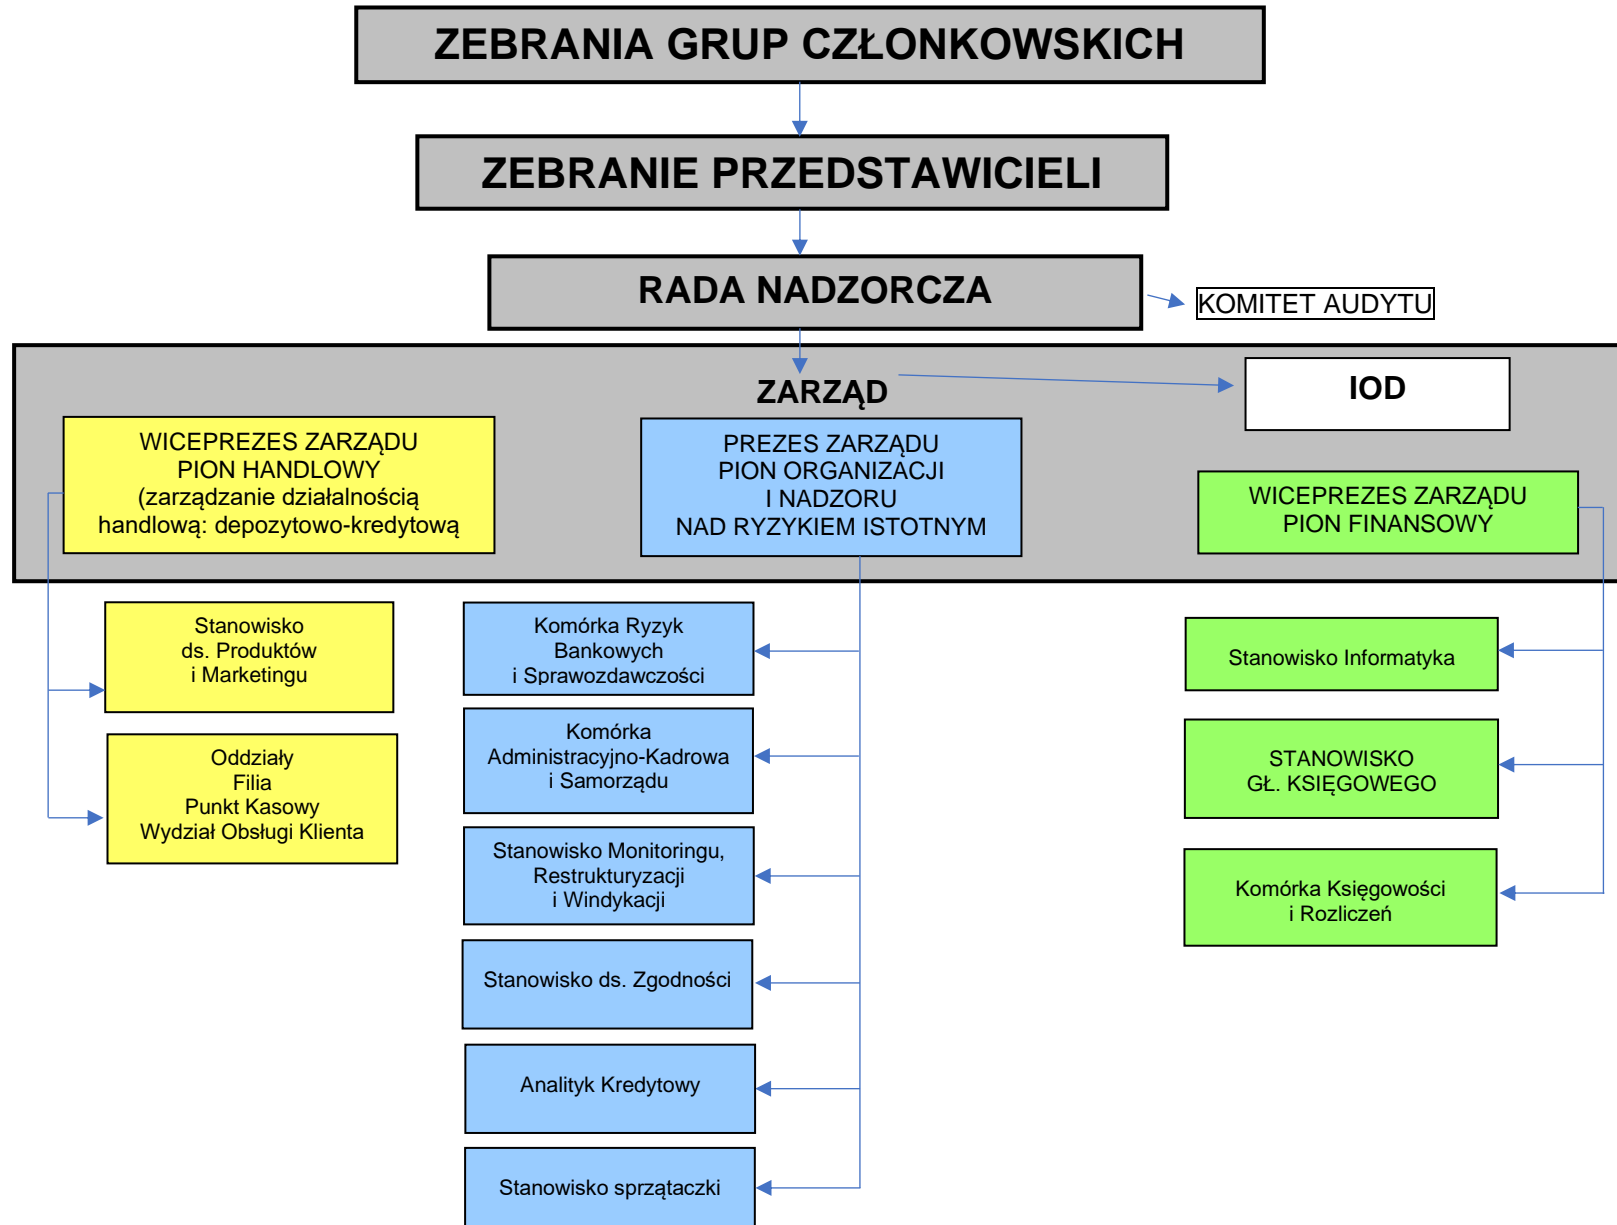 ZEBRANIA GRUP CZŁONKOWSKICH
ZEBRANIE PRZEDSTAWICIELI
RADA NADZORCZA
KOMITET AUDYTU
ZARZĄD
IOD
WICEPREZES ZARZĄDU
PION HANDLOWY
(zarządzanie działalnością
handlową: depozytowo-kredytową
PREZES ZARZĄDU
PION ORGANIZACJI
I NADZORU
NAD RYZYKIEM ISTOTNYM
WICEPREZES ZARZĄDU
PION FINANSOWY
Stanowisko
ds. Produktów
i Marketingu
Oddziały
Filia
Punkt Kasowy
Wydział Obsługi Klienta
Komórka Ryzyk
Bankowych
i Sprawozdawczości
Komórka
Administracyjno-Kadrowa
i Samorządu
Stanowisko Monitoringu,
Restrukturyzacji
i Windykacji
Stanowisko ds. Zgodności
Analityk Kredytowy
Stanowisko sprzątaczki
Stanowisko Informatyka
STANOWISKO
GŁ. KSIĘGOWEGO
Komórka Księgowości
i Rozliczeń